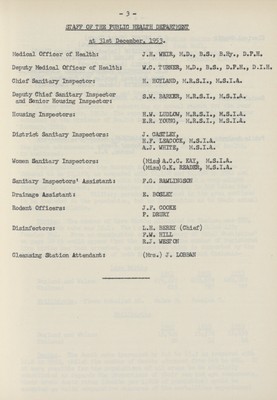 - 3 -
STAFF OF THE PUBLIC HEALTH DEPARTMENT
at 31st December, 1953.
Medical Officer of Health: J.H. WEIR, M.D., B.S., B.Hy., D.P.H.
Deputy Medical Officer of Health: W.C. TURNER, M.D., B.S., D.P.H., D.I.H.
Chief Sanitary Inspector: H. HOYLAND, M.R.S.I., M.S.I.A.
Deputy Chief Sanitary Inspector
and Senior Housing Inspector: S.W. BARKER, M.R.S.I., M.S.I.A.
Housing Inspectors: H.W. LUDLOW, M.R.S.I., M.S.I.A.
E.H. YOUNG, M.R.S.I., M.S.I.A.
District Sanitary Inspectors: J. CASTLEY,
H.F. LEACOCK, M.S.I.A.
A.J. WHITE, M.S.I.A.
Women Sanitary Inspectors: (Miss) A.C.C. KAY, M.S.I.A.
(Miss) G.K. READER, M.S.I.A.
Sanitary Inspectors' Assistant: F.G. RAWLINGSON
Drainage Assistant: E. BOSLEY
Rodent Officers: J.F. COOKE
F. DEURY
Disinfectors: L.H. BERRY (Chief)
F.W. HILL
R.J. WESTON
Cleansing Station Attendant: (Mrs.) J. LOBBAN